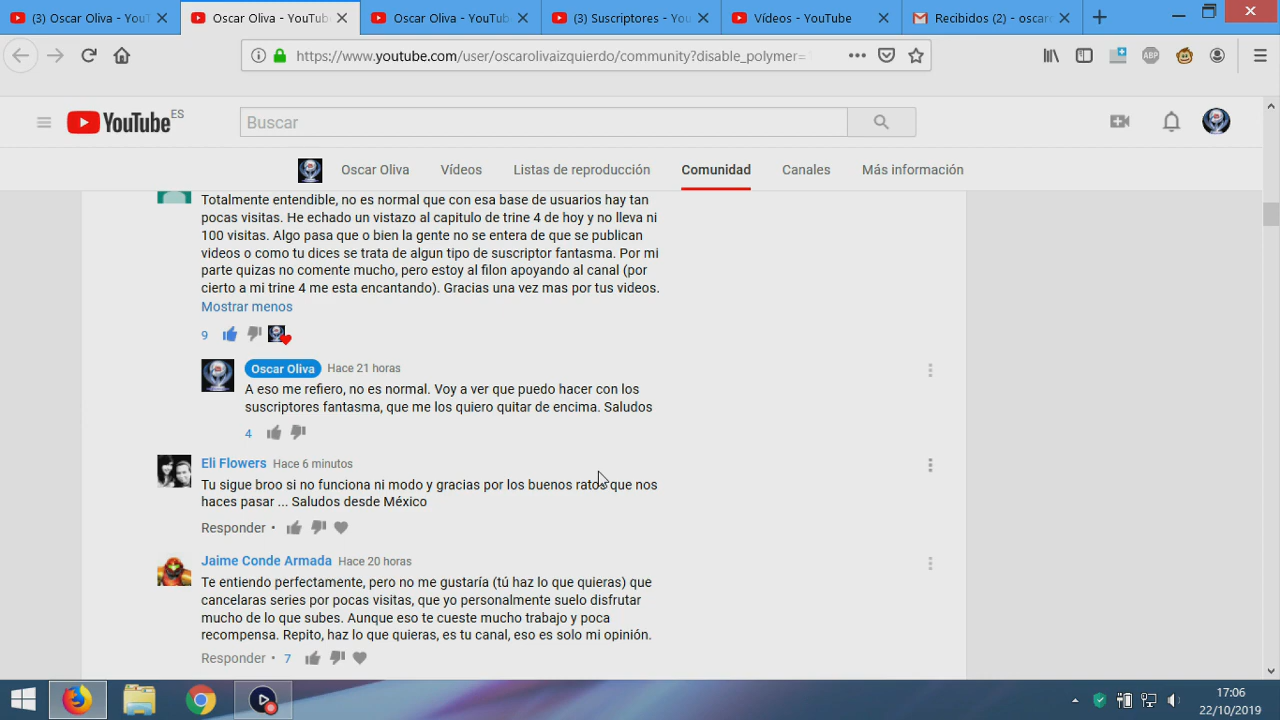 (3) Oscar Oliva - YouT
Oscar Oliva - YouTub
Oscar Oliva - YouTub
(3) Suscriptores - You
Vídeos - YouTube
Recibidos (2) - oscar
https://www.youtube.com/user/oscarolivaizquierdo/community?disable_polymer=
ABP
YouTube ES
Buscar
Oscar Oliva
Vídeos
Listas de reproducción
Comunidad
Canales
Más información
Totalmente entendible, no es normal que con esa base de usuarios hay tan
pocas visitas. He echado un vistazo al capitulo de trine 4 de hoy y no lleva ni
100 visitas. Algo pasa que o bien la gente no se entera de que se publican
videos o como tu dices se trata de algun tipo de suscriptor fantasma. Por mi
parte quizas no comente mucho, pero estoy al filon apoyando al canal (por
cierto a mi trine 4 me esta encantando). Gracias una vez mas por tus videos.
Mostrar menos
9
Oscar Oliva Hace 21 horas
A eso me refiero, no es normal. Voy a ver que puedo hacer con los
suscriptores fantasma, que me los quiero quitar de encima. Saludos
4
Eli Flowers Hace 6 minutos
Tu sigue broo si no funciona ni modo y gracias por los buenos ratos que nos
haces pasar ... Saludos desde México
Responder •
Jaime Conde Armada Hace 20 horas
Te entiendo perfectamente, pero no me gustaría (tú haz lo que quieras) que
cancelaras series por pocas visitas, que yo personalmente suelo disfrutar
mucho de lo que subes. Aunque eso te cueste mucho trabajo y poca
recompensa. Repito, haz lo que quieras, es tu canal, eso es solo mi opinión.
Responder • 7
17:06
22/10/2019